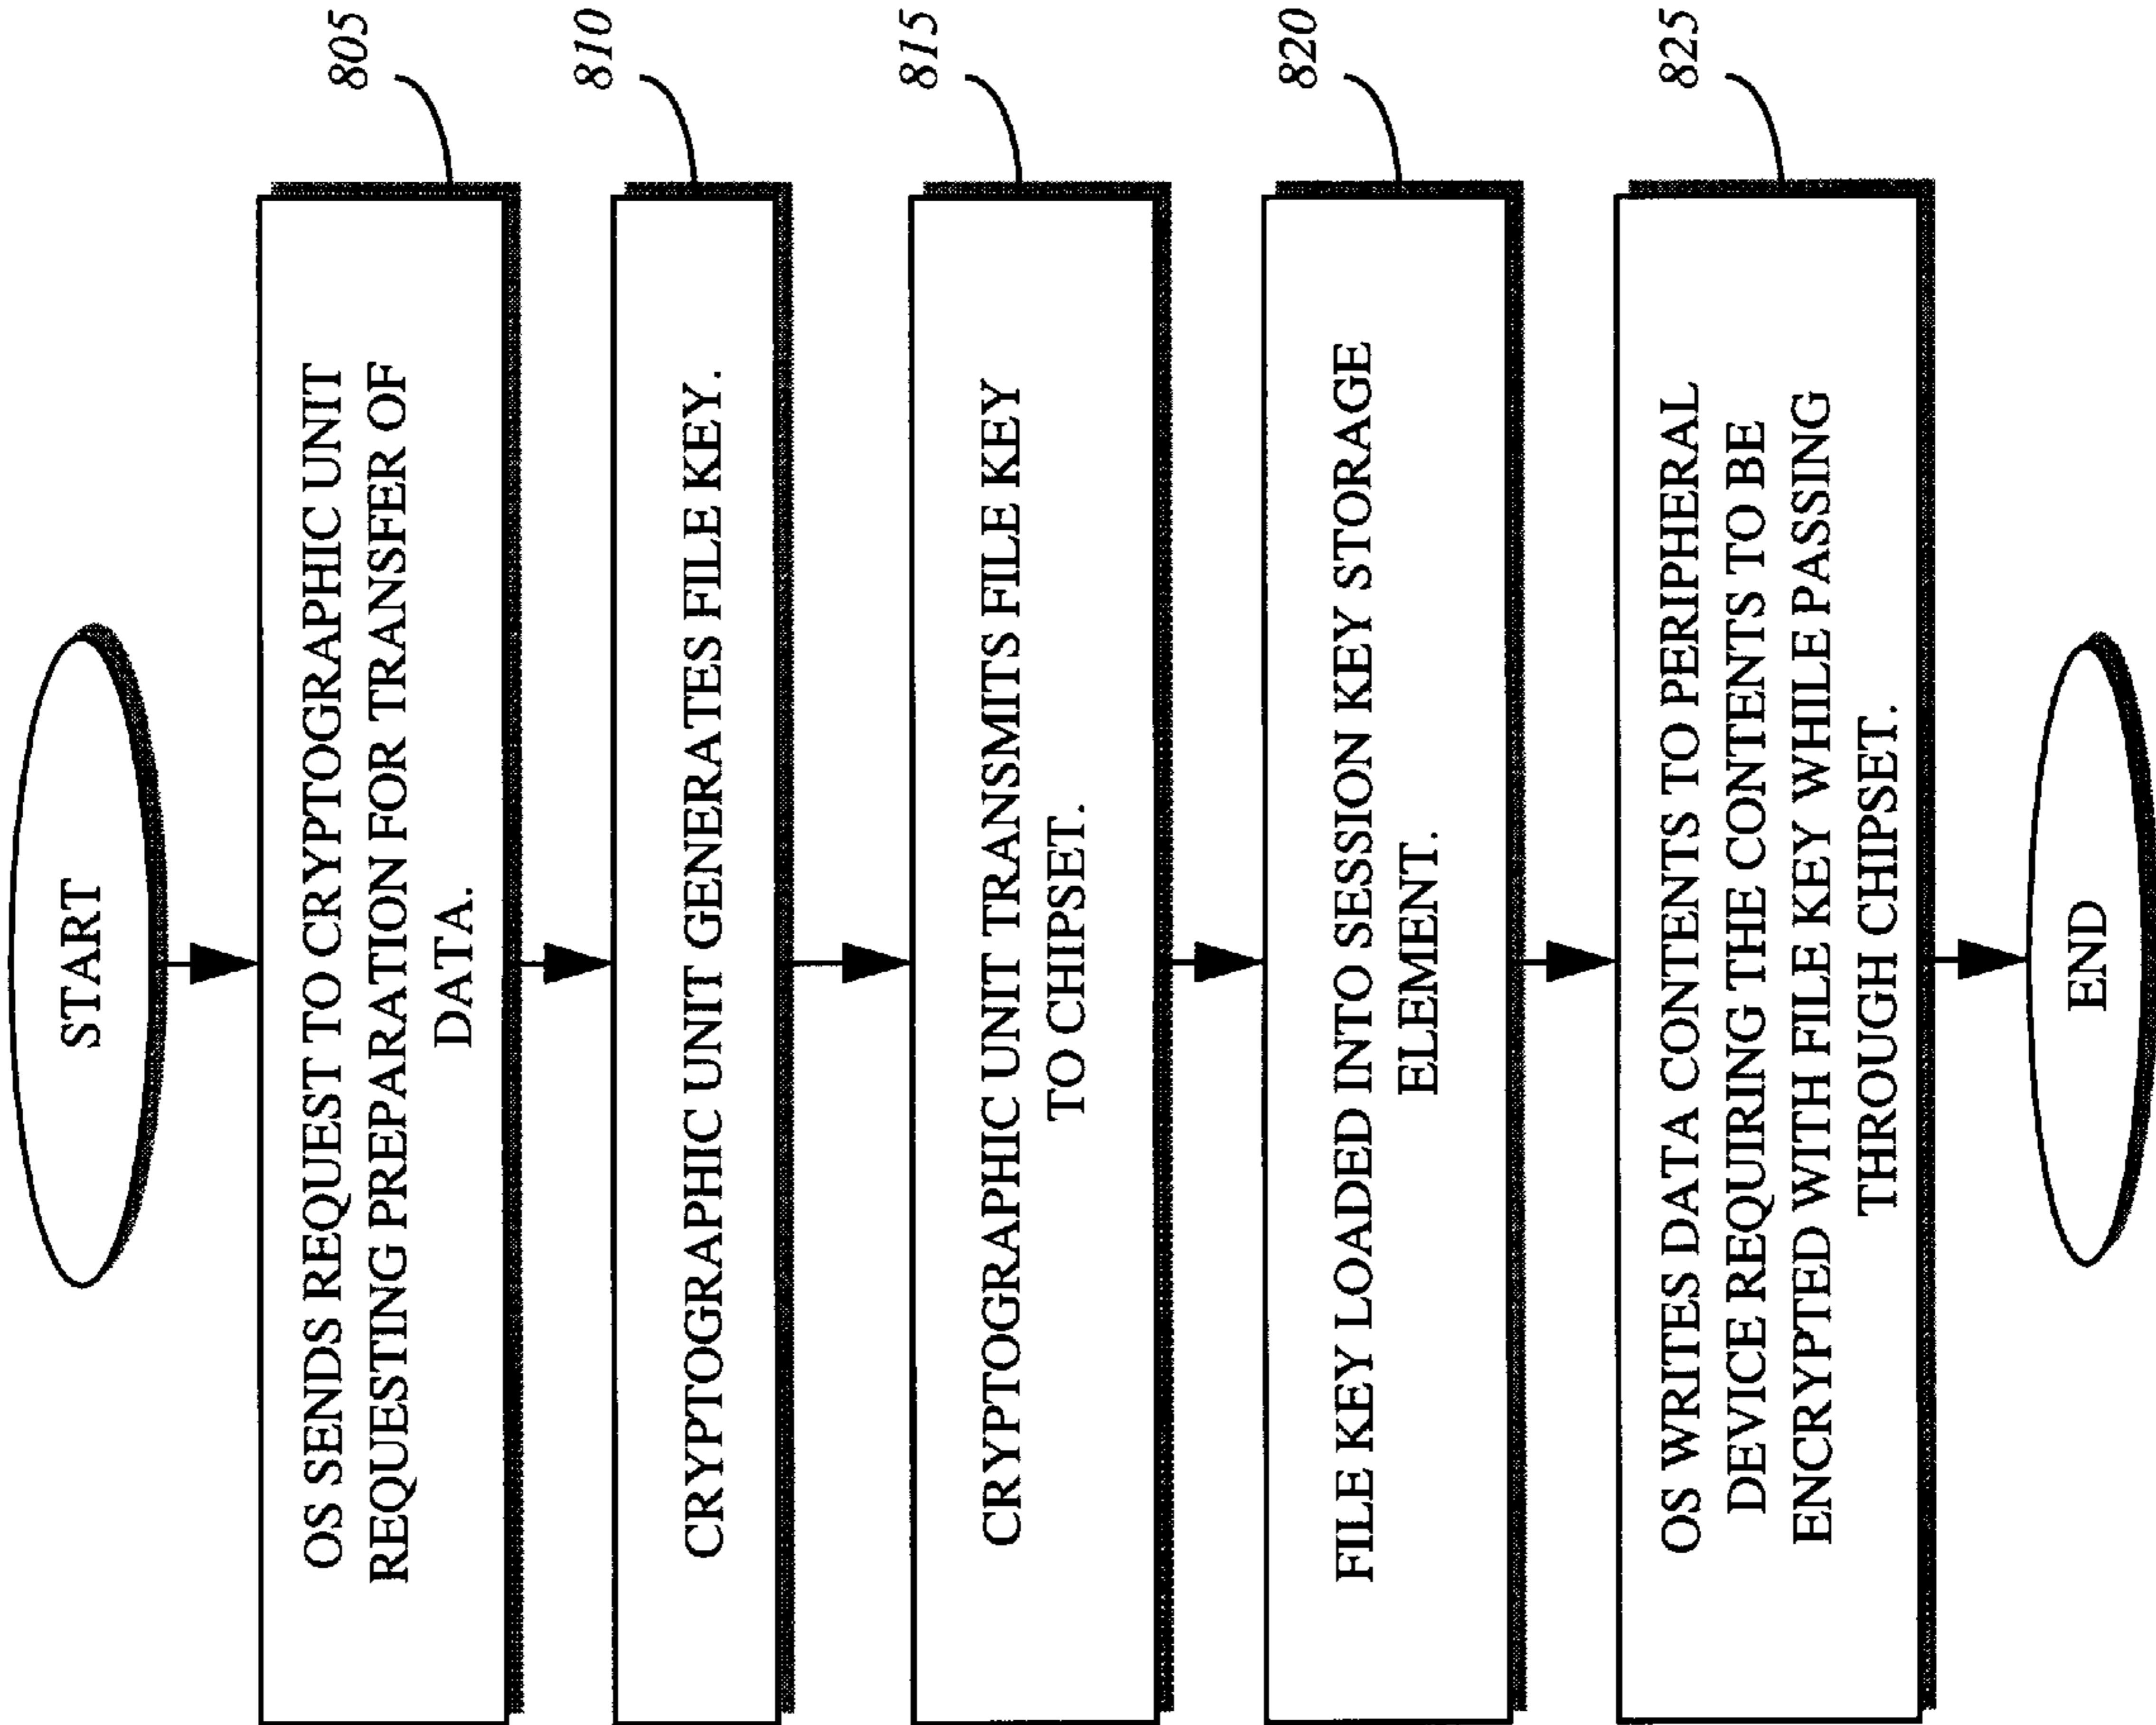 START
805
OS SENDS REQUEST TO CRYPTOGRAPHIC UNIT
REQUESTING PREPARATION FOR TRANSFER OF
DATA.
810
CRYPTOGRAPHIC UNIT GENERATES FILE KEY.
815
CRYPTOGRAPHIC UNIT TRANSMITS FILE KEY
TO CHIPSET.
820
FILE KEY LOADED INTO SESSION KEY STORAGE
ELEMENT.
825
OS WRITES DATA CONTENTS TO PERIPHERAL
DEVICE REQUIRING THE CONTENTS TO BE
ENCRYPTED WITH FILE KEY WHILE PASSING
THROUGH CHIPSET.
END